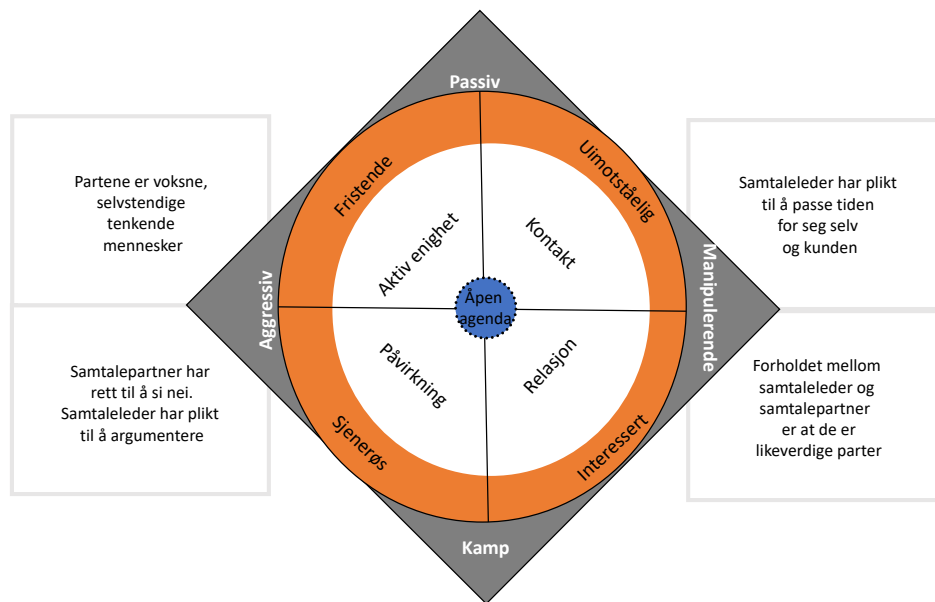 Passiv
Partene er voksne,
selvstendige
tenkende
mennesker
Fristende
Uimotståelig
Samtaleleder har plikt
til å passe tiden
for seg selv
og kunden
Aktiv enighet
Kontakt
Aggressiv
Åpen
agenda
Manipulerende
Samtalepartner har
rett til å si nei.
Samtaleleder har plikt
til å argumentere
Påvirkning
Relasjon
Forholdet mellom
samtaleleder og
samtalepartner
er at de er
likeverdige parter
Sjenerøs
Interessert
Kamp